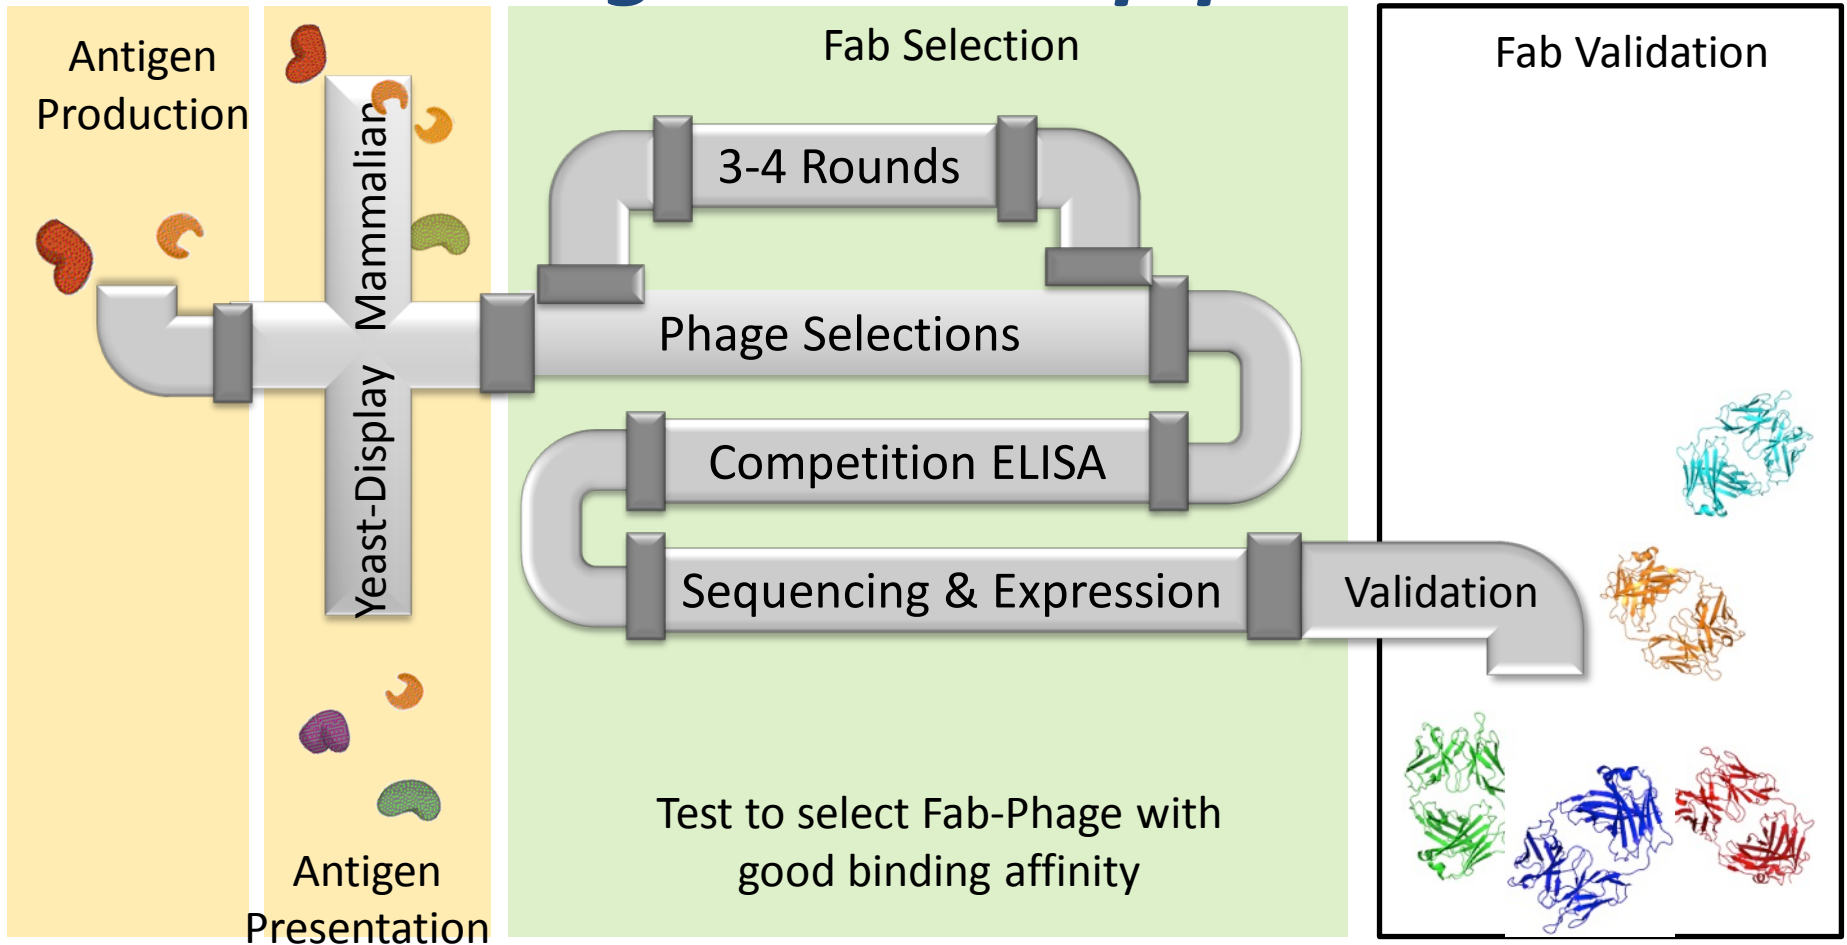 Antigen
Production
Mammalian
Yeast-Display
Antigen
Presentation
Fab Selection
3-4 Rounds
Phage Selections
Competition ELISA
Sequencing & Expression
Test to select Fab-Phage with
good binding affinity
Fab Validation
Validation